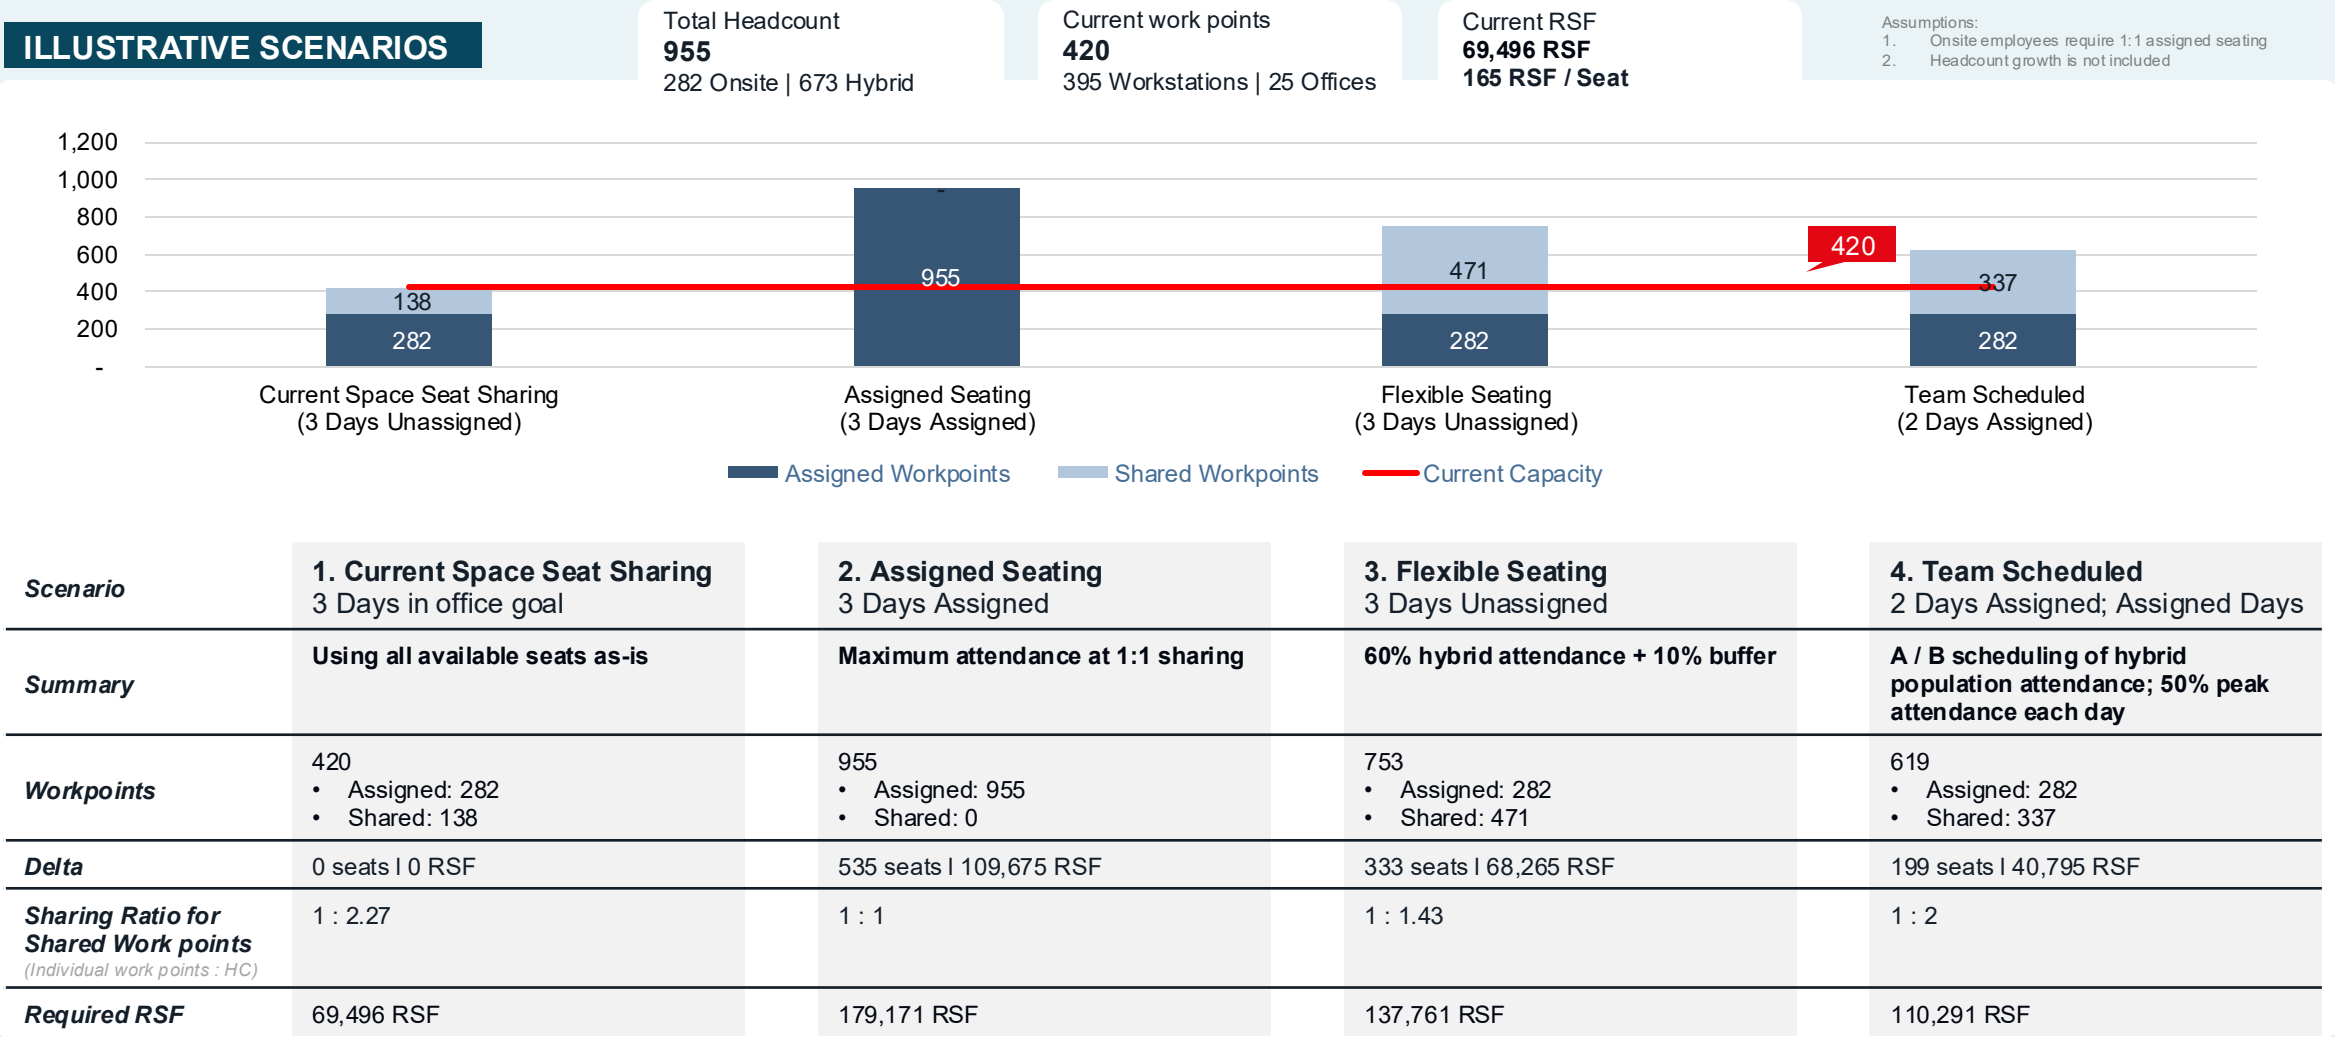 ILLUSTRATIVE SCENARIOS
Total Headcount
955
282 Onsite | 673 Hybrid
Current work points
420
395 Workstations | 25 Offices
Current RSF
69,496 RSF
165 RSF / Seat
Assumptions:
1. Onsite employees require 1:1 assigned seating
2. Headcount growth is not included
1,200
1,000
800
600
400
200
-
138
282
-
955
471
282
420
337
282
Current Space Seat Sharing
(3 Days Unassigned)
Assigned Seating
(3 Days Assigned)
Flexible Seating
(3 Days Unassigned)
Team Scheduled
(2 Days Assigned)
Assigned Workpoints
Shared Workpoints
Current Capacity
Scenario
1. Current Space Seat Sharing
3 Days in office goal
2. Assigned Seating
3 Days Assigned
3. Flexible Seating
3 Days Unassigned
4. Team Scheduled
2 Days Assigned; Assigned Days
Summary
Using all available seats as-is
Maximum attendance at 1:1 sharing
60% hybrid attendance + 10% buffer
A / B scheduling of hybrid
population attendance; 50% peak
attendance each day
Workpoints
420
• Assigned: 282
• Shared: 138
955
• Assigned: 955
• Shared: 0
753
• Assigned: 282
• Shared: 471
619
• Assigned: 282
• Shared: 337
Delta
0 seats l 0 RSF
535 seats l 109,675 RSF
333 seats l 68,265 RSF
199 seats l 40,795 RSF
Sharing Ratio for
Shared Work points
(Individual work points : HC)
1 : 2.27
1 : 1
1 : 1.43
1 : 2
Required RSF
69,496 RSF
179,171 RSF
137,761 RSF
110,291 RSF